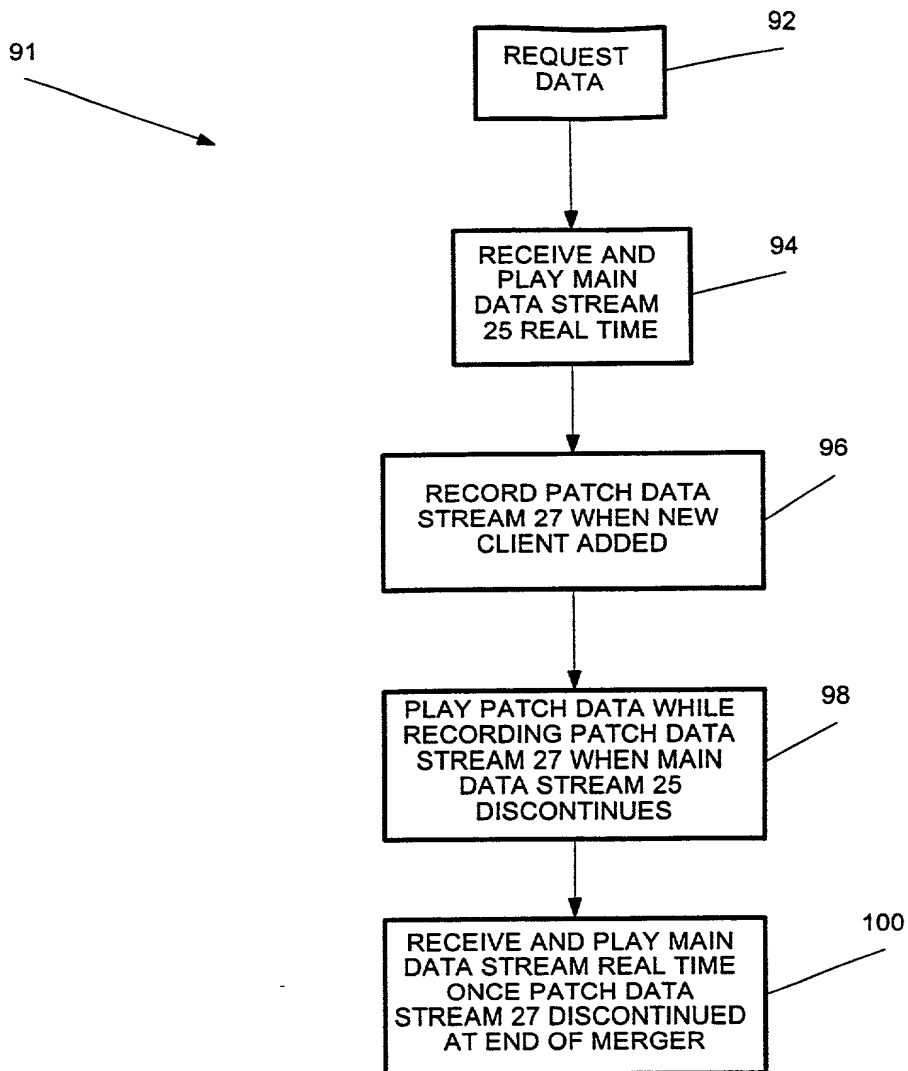 91
92
REQUEST
DATA
94
RECEIVE AND
PLAY MAIN
DATA STREAM
25 REAL TIME
96
RECORD PATCH DATA
STREAM 27 WHEN NEW
CLIENT ADDED
98
PLAY PATCH DATA WHILE
RECORDING PATCH DATA
STREAM 27 WHEN MAIN
DATA STREAM 25
DISCONTINUES
100
RECEIVE AND PLAY MAIN
DATA STREAM REAL TIME
ONCE PATCH DATA
STREAM 27 DISCONTINUED
AT END OF MERGER